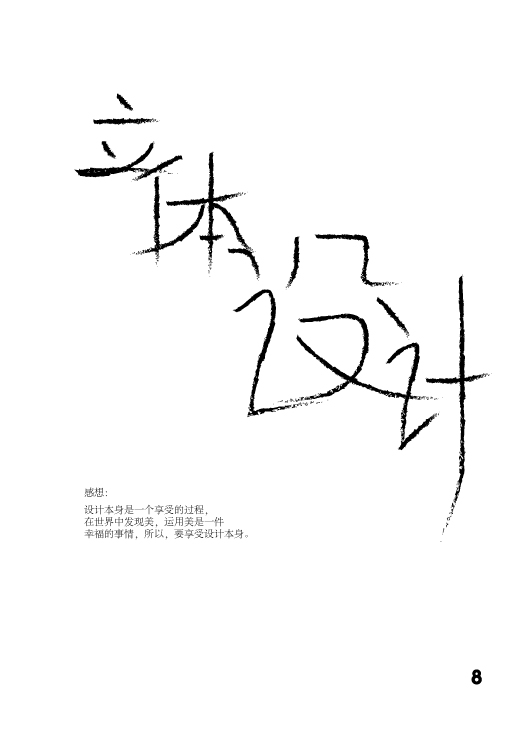 立体设计
感想：
设计本身是一个享受的过程，
在世界中发现美，运用美是一件
幸福的事情，所以，要享受设计本身。
8